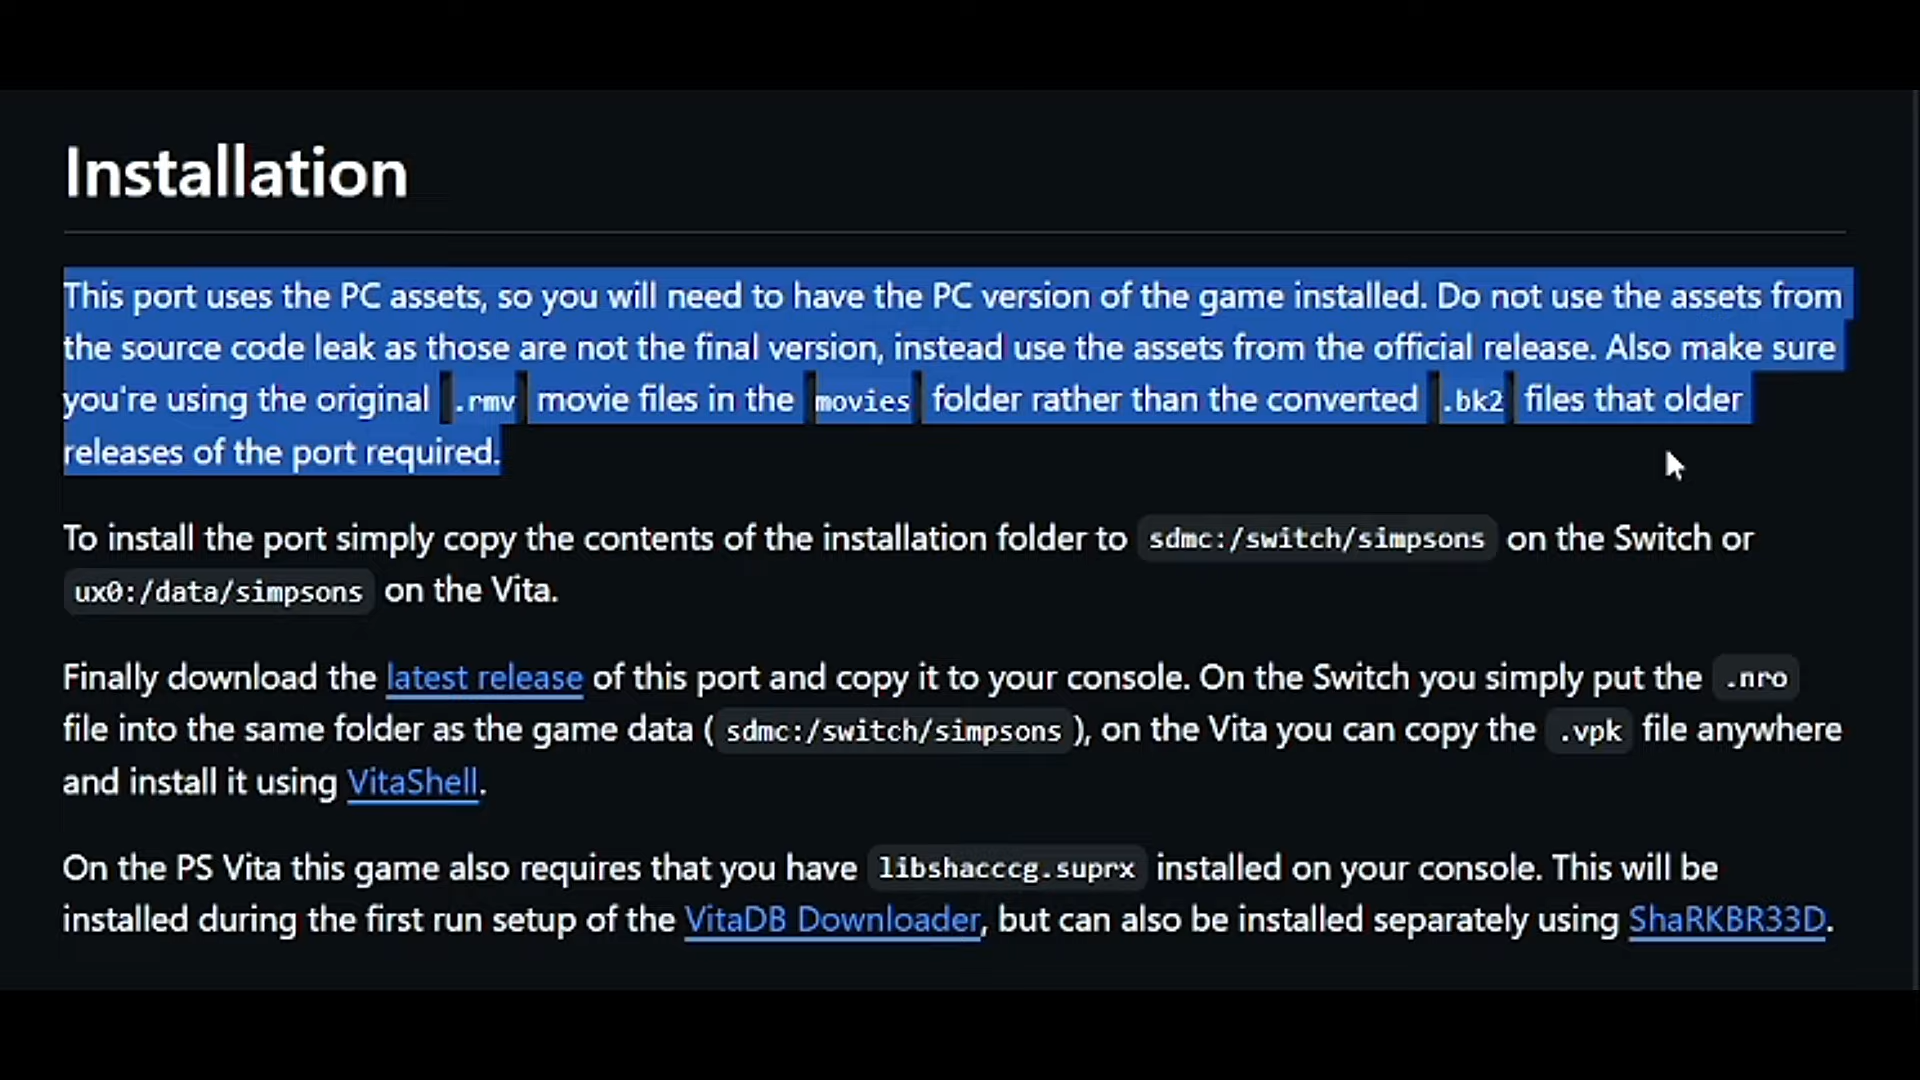 Installation
This port uses the PC assets, so you will need to have the PC version of the game installed. Do not use the assets from
the source code leak as those are not the final version, instead use the assets from the official release. Also make sure
you're using the original .rmv movie files in the movies folder rather than the converted .bk2 files that older
releases of the port required.
To install the port simply copy the contents of the installation folder to sdmc:/switch/simpsons on the Switch or
ux0:/data/simpsons on the Vita.
Finally download the latest release of this port and copy it to your console. On the Switch you simply put the .nro
file into the same folder as the game data ( sdmc:/switch/simpsons ), on the Vita you can copy the .vpk file anywhere
and install it using VitaShell.
On the PS Vita this game also requires that you have libshacccg.suprx installed on your console. This will be
installed during the first run setup of the VitaDB Downloader, but can also be installed separately using ShaRKBR33D.